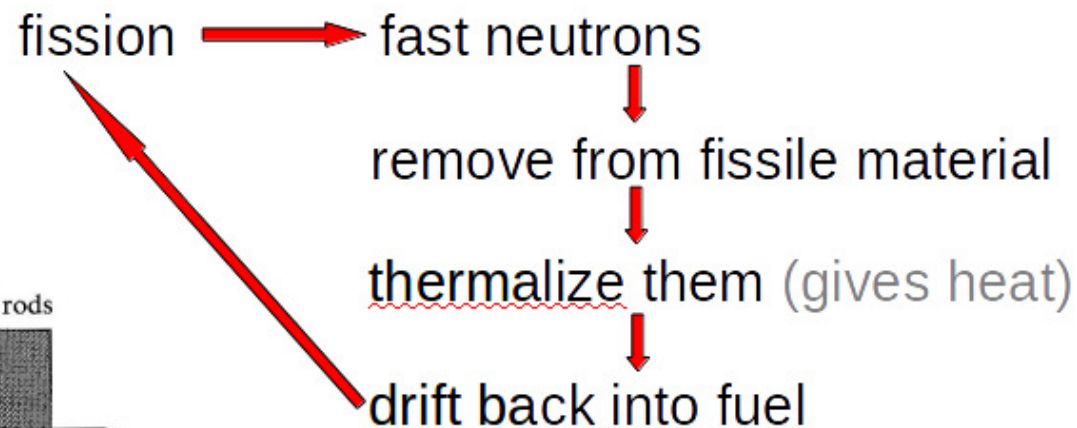 fission fast neutrons
remove from fissile material
thermalize them (gives heat)
rods
drift back into fuel